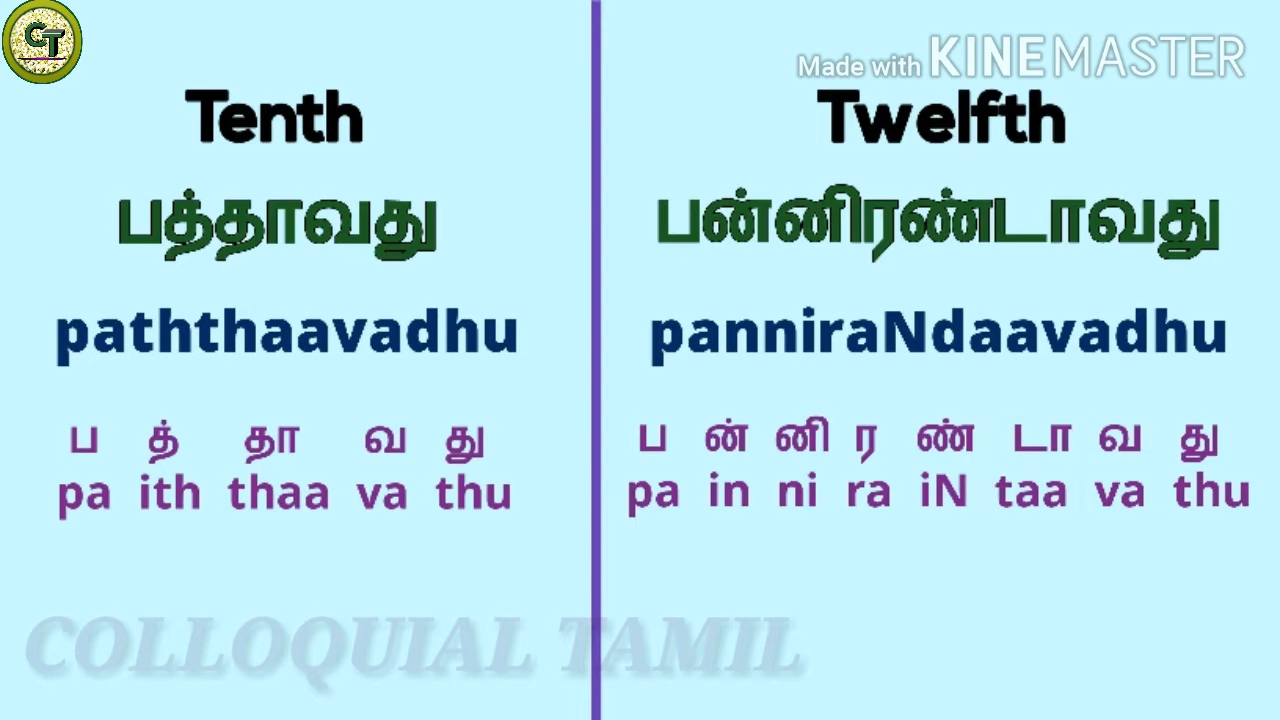 CT
Made with KINEMASTER
Tenth
பத்தாவது
paththaavadhu
ப த் தா வ து
pa ith thaa va thu
Twelfth
பன்னிரண்டாவது
panniraNdaavadhu
ப ன் னி ர ண் டா வ து
pa in ni ra iN taa va thu
COLLOQUIAL TAMIL